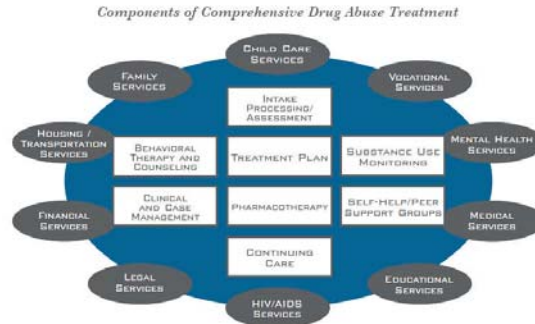 Components of Comprehensive Drug Abuse Treatment
CHILD CARE
SERVICES
FAMILY
SERVICES
VOCATIONAL
SERVICES
INTAKE
PROCESSING/
ASSESSMENT
HOUSING /
TRANSPORTATION
SERVICES
BEHAVIORAL
THERAPY AND
COUNSELING
TREATMENT PLAN
SUBSTANCE USE
MONITORING
MENTAL HEALTH
SERVICES
CLINICAL
AND CASE
MANAGEMENT
PHARMACOTHERAPY
SELF-HELP/PEER
SUPPORT GROUPS
FINANCIAL
SERVICES
MEDICAL
SERVICES
CONTINUING
CARE
LEGAL
SERVICES
EDUCATIONAL
SERVICES
HIV/AIDS
SERVICES